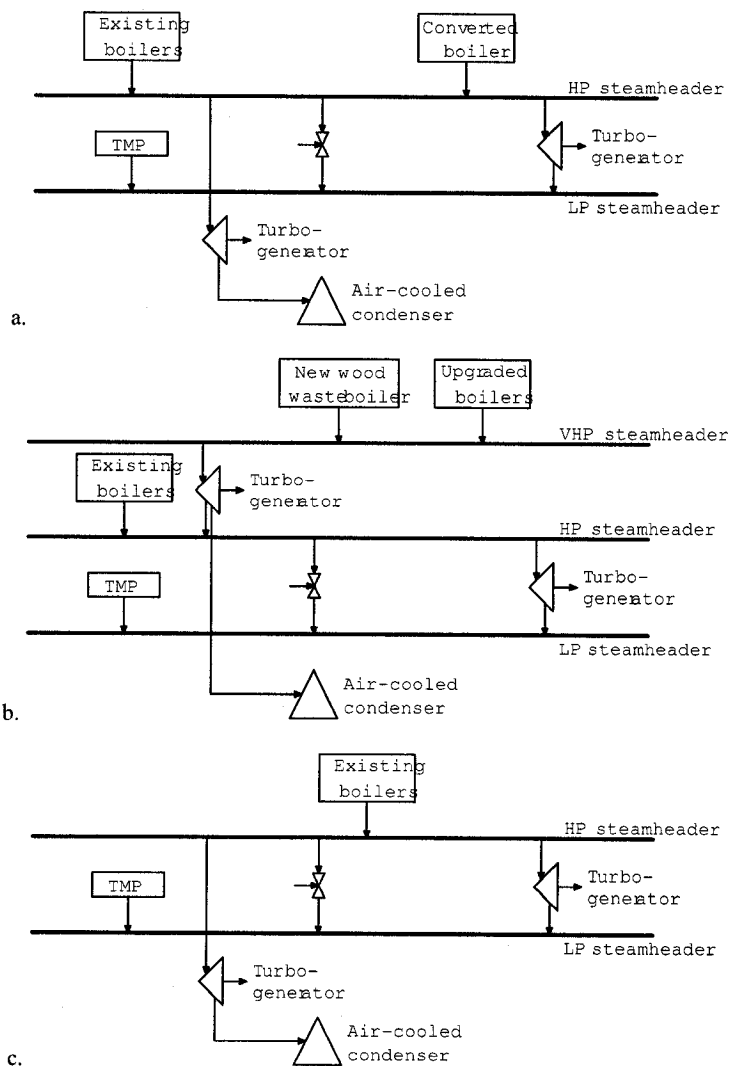 Existing
boilers
Converted
boiler
HP steamheader
TMP
Turbo-
generator
LP steamheader
Turbo-
generator
Air-cooled
condenser
a.
New wood
wasteboiler
Upgraded
boilers
VHP steamheader
Existing
boilers
Turbo-
generator
HP steamheader
TMP
Turbo-
generator
LP steamheader
Air-cooled
condenser
b.
Existing
boilers
HP steamheader
TMP
Turbo-
generator
LP steamheader
Turbo-
generator
Air-cooled
condenser
c.